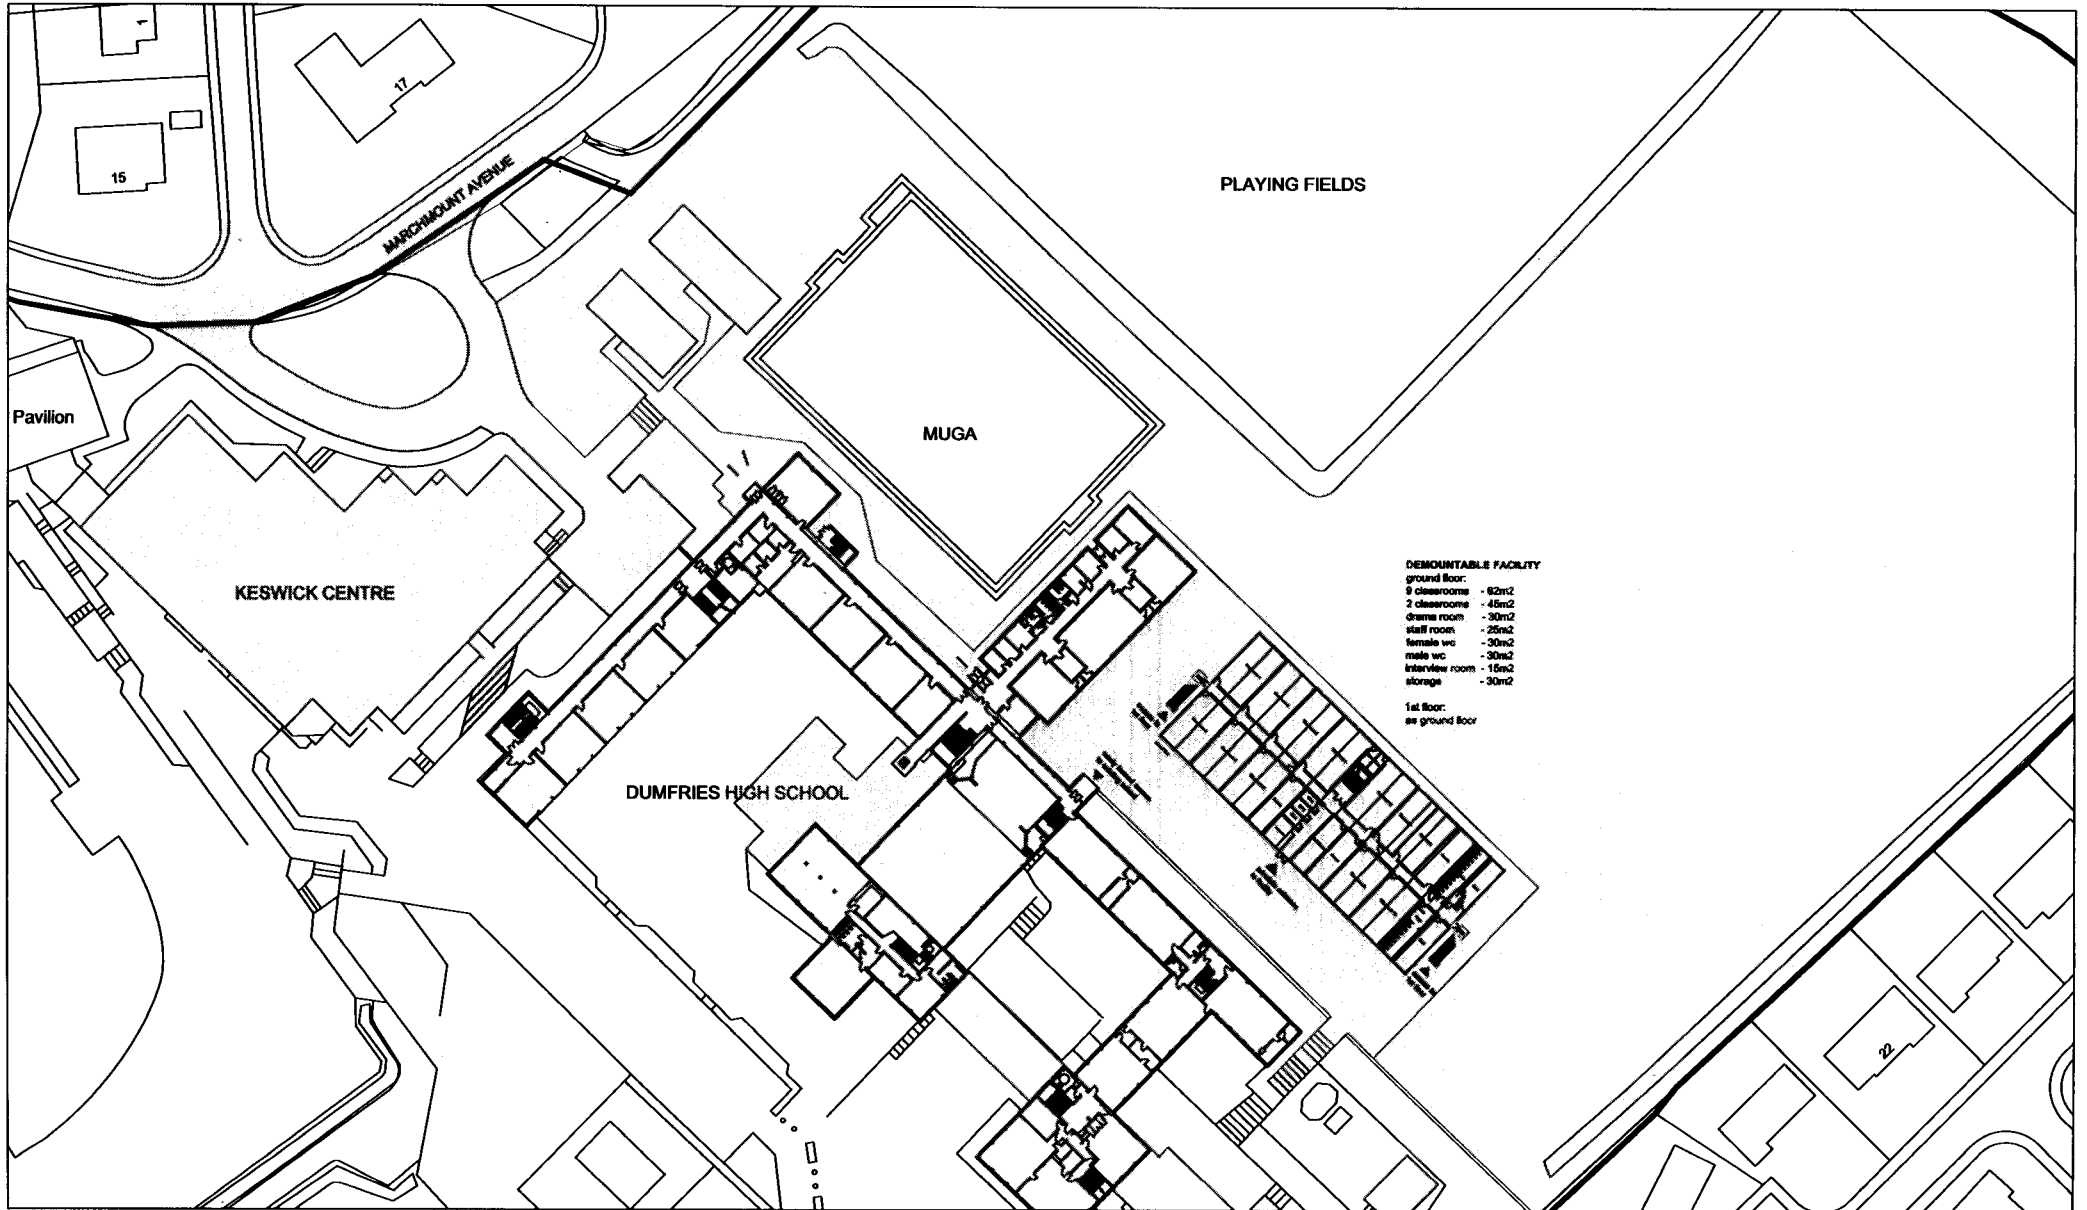 1
17
15
MARCHMOUNT AVENUE
PLAYING FIELDS
Pavilion
MUGA
KESWICK CENTRE
DEMOUNTABLE FACILITY
ground floor:
9 classrooms - 62m2
2 classrooms - 45m2
drama room - 30m2
staff room - 25m2
female wc - 30m2
male wc - 30m2
interview room - 15m2
storage - 30m2
1st floor:
as ground floor
DUMFRIES HIGH SCHOOL
22